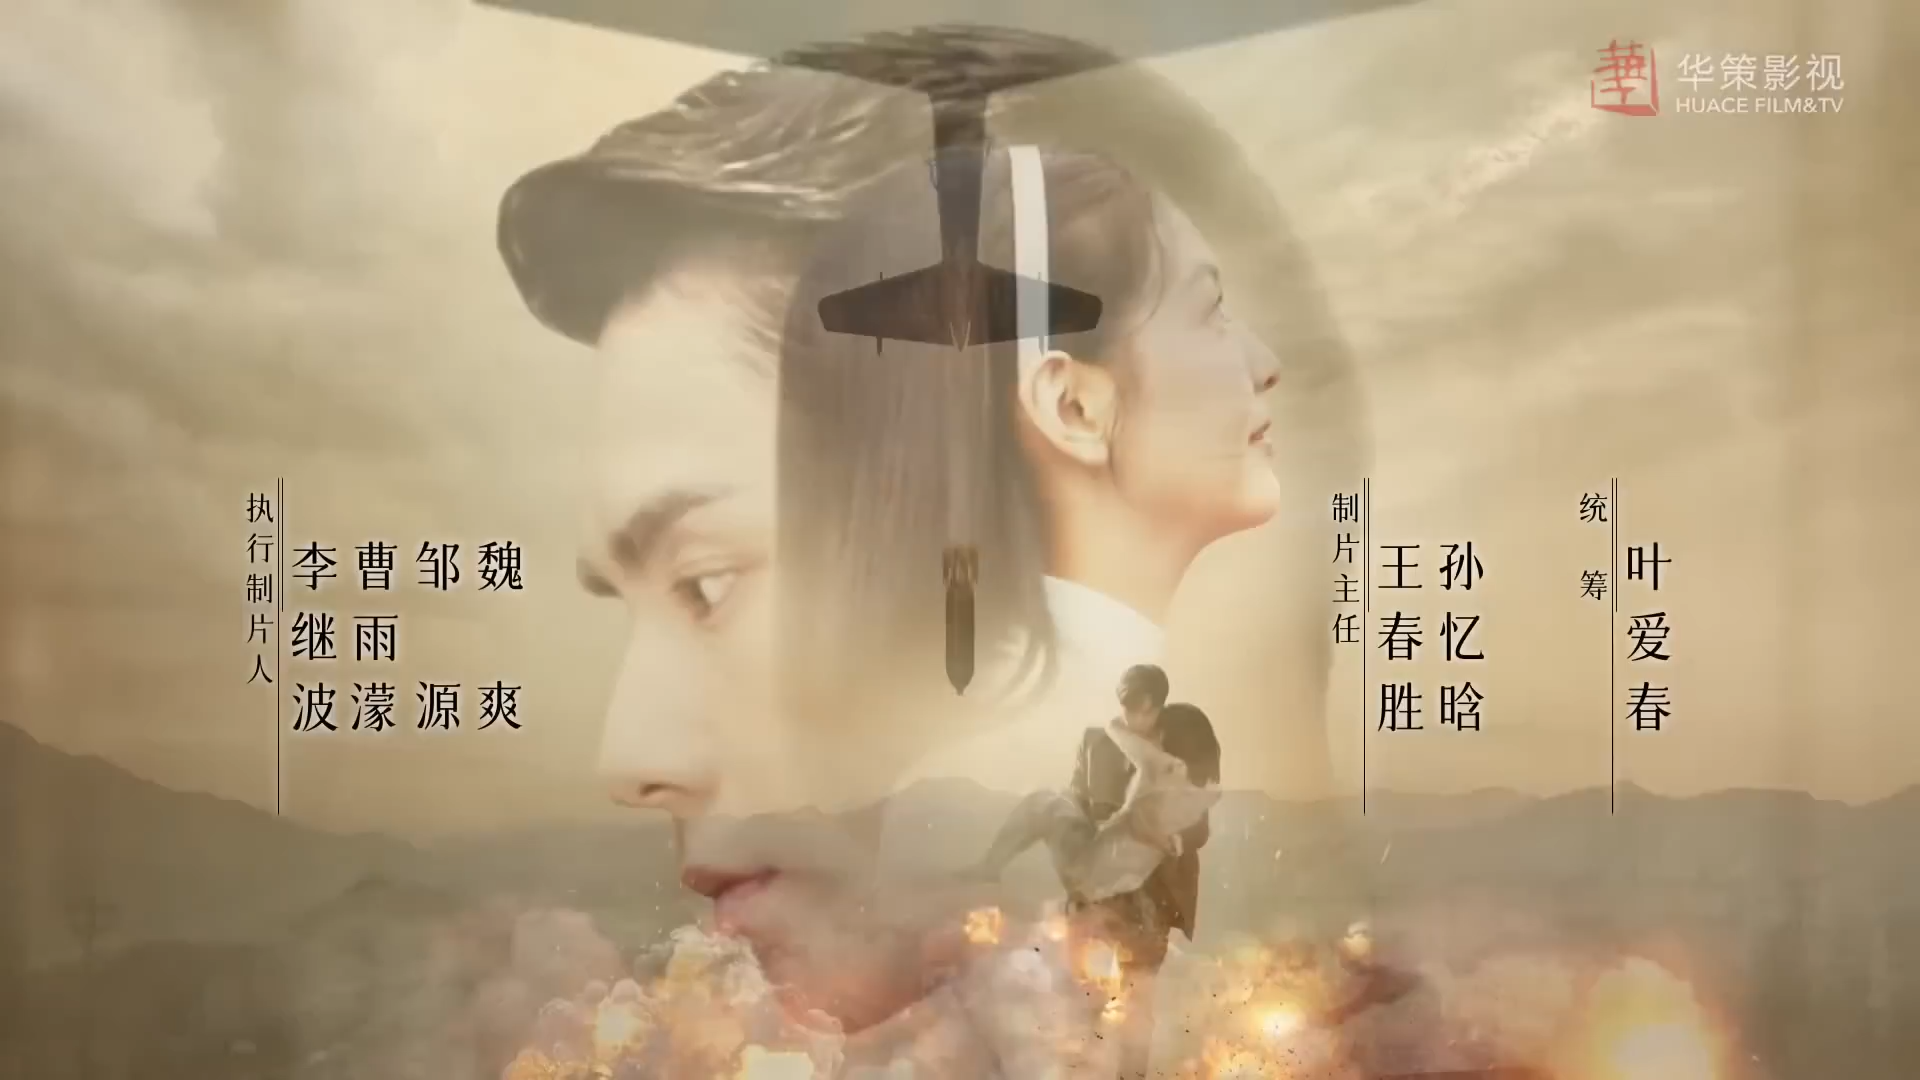 华策影视
HUACE FILM&TV
执行制片人
李继波
曹雨濛
邹源
魏爽
制片主任
王春胜
孙忆晗
统筹
叶爱春